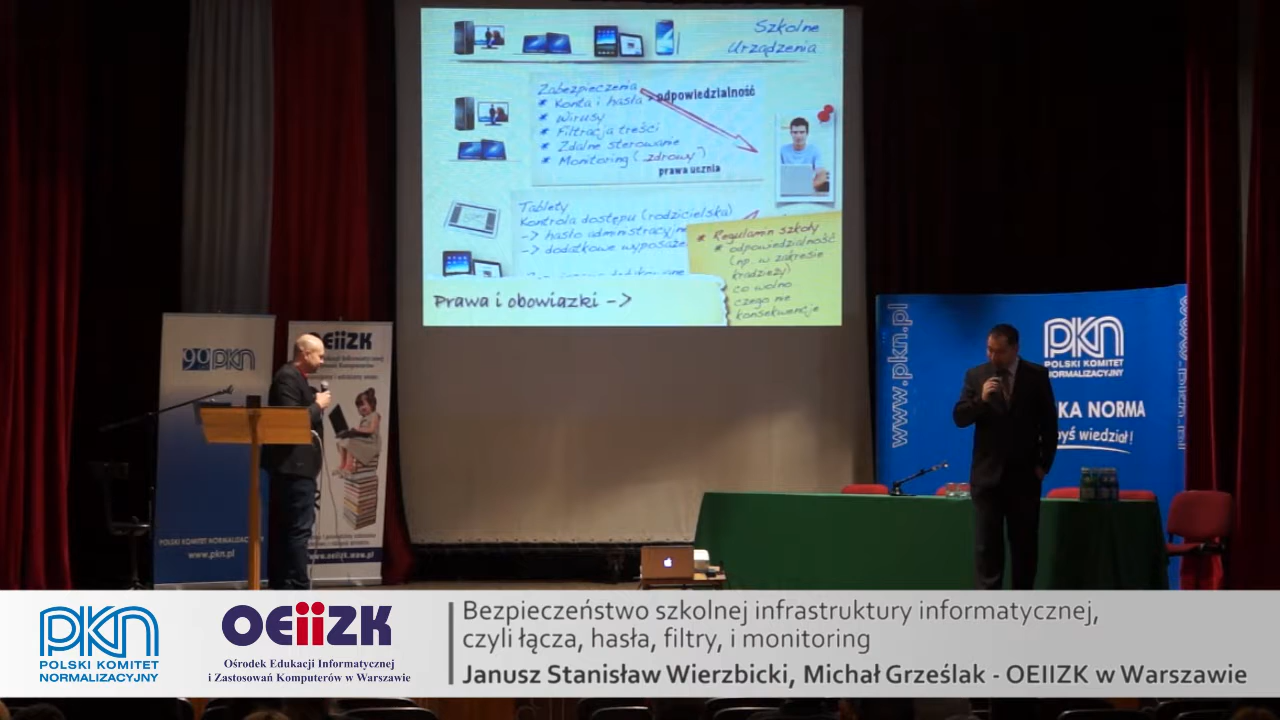 Szkolne
Urządzenia
Zabezpieczenia
* Konta i hasła > odpowiedzialność
* Wirusy
* Filtracja treści
* Zdalne sterowanie
* Monitoring („zdrowy”)
prawa ucznia
Tablety
Kontrola dostępu (rodzicielska)
-> hasło administracyjne
-> dodatkowe wyposaże
* Regulamin szkoły
* odpowiedzialność
(np. w zakresie
kradzieży)
co wolno
czego nie
konsekwencje
Prawa i obowiazki ->
90 PKN
POLSKI KOMITET NORMALIZACY
www.pkn.pl
OEiiZK
www.oeiizk.waw.pl
www.pkn.pl
PKN
POLSKI KOMITET
NORMALIZACYJNY
KA NORMA
byś wiedział!
PKN
POLSKI KOMITET
NORMALIZACYJNY
OEiiZK
Ośrodek Edukacji Informatycznej
i Zastosowań Komputerów w Warszawie
Bezpieczeństwo szkolnej infrastruktury informatycznej,
czyli łącza, hasła, filtry, i monitoring
Janusz Stanisław Wierzbicki, Michał Grześlak - OEIIZK w Warszawie